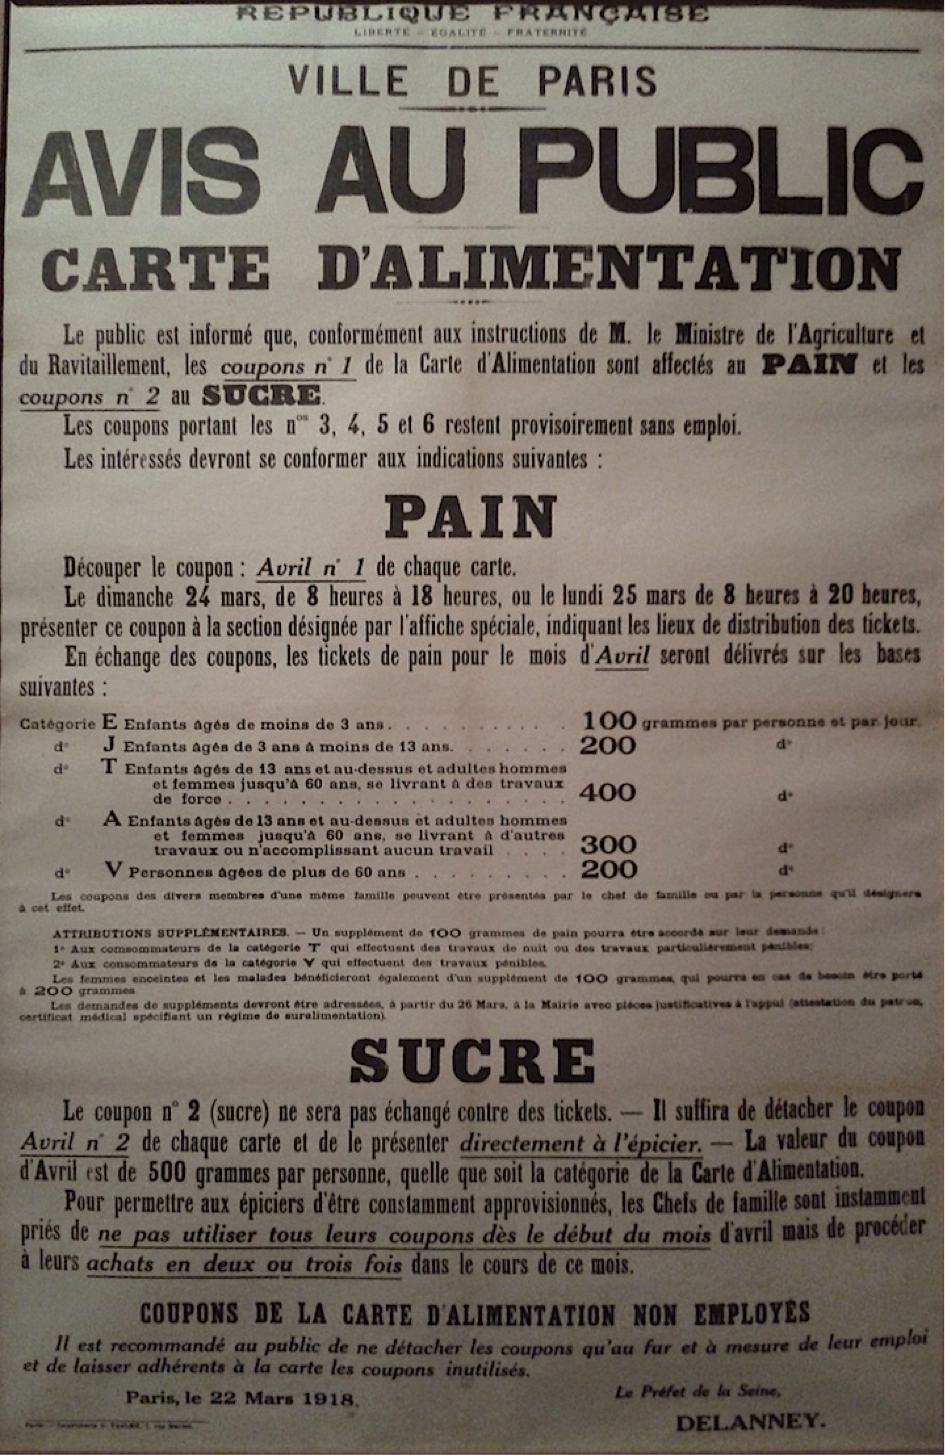 RÉPUBLIQUE FRANÇAISE
LIBERTÉ - ÉGALITÉ - FRATERNITÉ
VILLE DE PARIS
AVIS AU PUBLIC
CARTE D'ALIMENTATION
Le public est informé que, conformément aux instructions de M. le Ministre de l'Agriculture et
du Ravitaillement, les coupons n° 1 de la Carte d'Alimentation sont affectés au PAIN et les
coupons n° 2 au SUCRE.
Les coupons portant les nos 3, 4, 5 et 6 restent provisoirement sans emploi.
Les intéressés devront se conformer aux indications suivantes :
PAIN
Découper le coupon : Avril n° 1 de chaque carte.
Le dimanche 24 mars, de 8 heures à 18 heures, ou le lundi 25 mars de 8 heures à 20 heures,
présenter ce coupon à la section désignée par l'affiche spéciale, indiquant les lieux de distribution des tickets.
En échange des coupons, les tickets de pain pour le mois d'Avril seront délivrés sur les bases
suivantes :
Catégorie E Enfants âgés de moins de 3 ans . . . . . . . . . . . 100 grammes par personne et par jour.
d° J Enfants âgés de 3 ans à moins de 13 ans. . . . . . . 200 d°
d° T Enfants âgés de 13 ans et au-dessus et adultes hommes
et femmes jusqu'à 60 ans, se livrant à des travaux
de force . . . . . . . . . . . . . . . . . . 400 d°
d° A Enfants âgés de 13 ans et au-dessus et adultes hommes
et femmes jusqu'à 60 ans, se livrant à d'autres
travaux ou n'accomplissant aucun travail . . . . 300 d°
d° V Personnes âgées de plus de 60 ans . . . . . . . . . 200 d°
Les coupons des divers membres d'une même famille peuvent être présentés par le chef de famille ou par la personne qu'il désignera
à cet effet.
ATTRIBUTIONS SUPPLÉMENTAIRES. — Un supplément de 100 grammes de pain pourra être accordé sur leur demande :
1° Aux consommateurs de la catégorie T qui effectuent des travaux de nuit ou des travaux particulièrement pénibles;
2° Aux consommateurs de la catégorie V qui effectuent des travaux pénibles.
Les femmes enceintes et les malades bénéficieront également d'un supplément de 100 grammes, qui pourra en cas de besoin être porté
à 200 grammes
Les demandes de suppléments devront être adressées, à partir du 26 Mars, à la Mairie avec pièces justificatives à l'appui (attestation du patron,
certificat médical spécifiant un régime de suralimentation).
SUCRE
Le coupon n° 2 (sucre) ne sera pas échangé contre des tickets. — Il suffira de détacher le coupon
Avril n° 2 de chaque carte et de le présenter directement à l'épicier. — La valeur du coupon
d'Avril est de 500 grammes par personne, quelle que soit la catégorie de la Carte d'Alimentation.
Pour permettre aux épiciers d'être constamment approvisionnés, les Chefs de famille sont instamment
priés de ne pas utiliser tous leurs coupons dès le début du mois d'avril mais de procéder
à leurs achats en deux ou trois fois dans le cours de ce mois.
COUPONS DE LA CARTE D'ALIMENTATION NON EMPLOYÉS
Il est recommandé au public de ne détacher les coupons qu'au fur et à mesure de leur emploi
et de laisser adhérents à la carte les coupons inutilisés.
Paris, le 22 Mars 1918.
Le Préfet de la Seine,
DELANNEY.